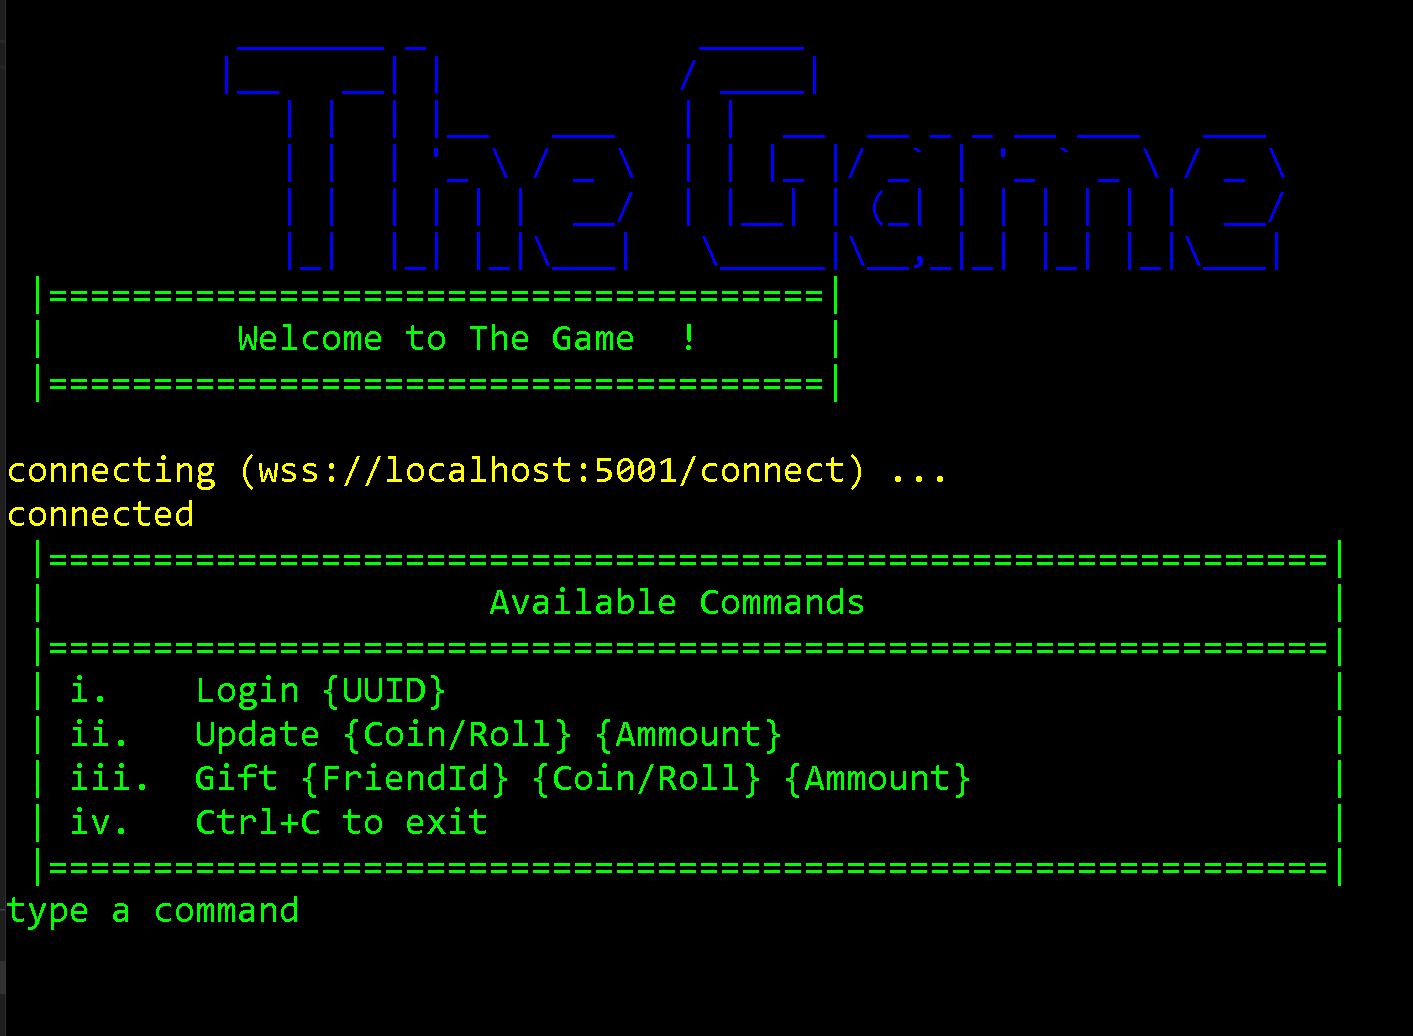 The Game
|=====================================|
| Welcome to The Game  ! |
|=====================================|
connecting (wss://localhost:5001/connect) ...
connected
|=============================================================|
| Available Commands |
|=============================================================|
| i. Login {UUID} |
| ii. Update {Coin/Roll} {Ammount} |
| iii. Gift {FriendId} {Coin/Roll} {Ammount} |
| iv. Ctrl+C to exit |
|=============================================================|
type a command